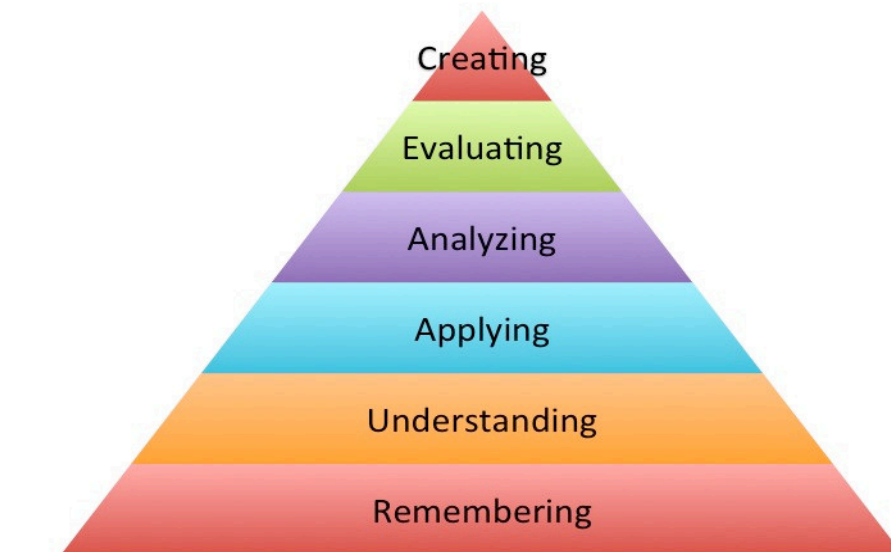 Creating
Evaluating
Analyzing
Applying
Understanding
Remembering